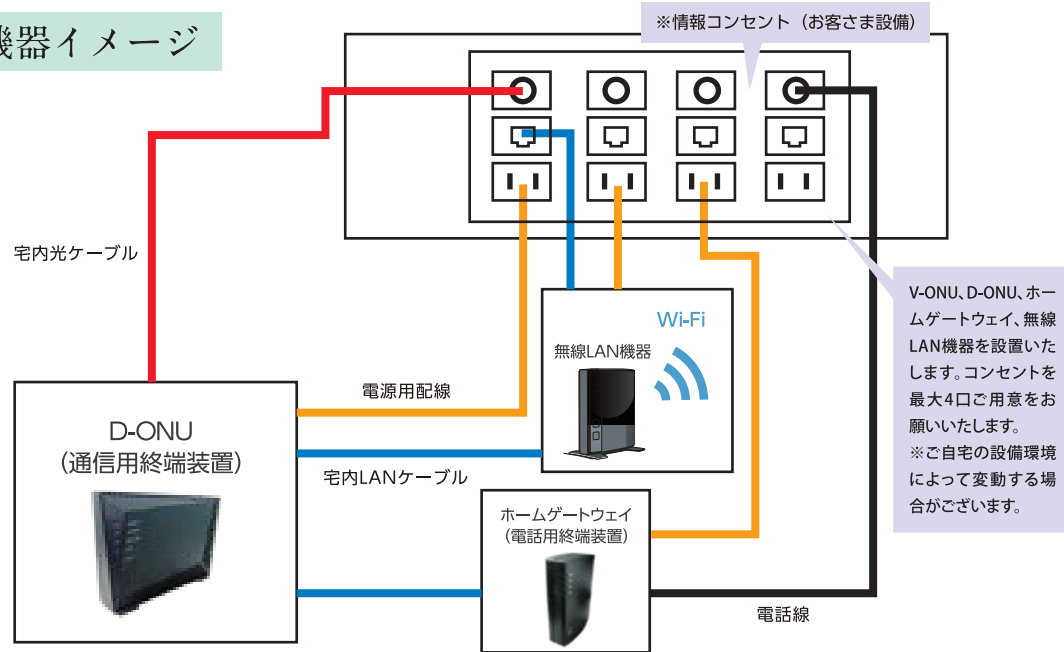 機器イメージ
※情報コンセント（お客さま設備）
宅内光ケーブル
V-ONU、D-ONU、ホー
ムゲートウェイ、無線
LAN機器を設置いた
します。コンセントを
最大4口ご用意をお
願いいたします。
※ご自宅の設備環境
によって変動する場
合がございます。
Wi-Fi
無線LAN機器
電源用配線
D-ONU
（通信用終端装置）
宅内LANケーブル
ホームゲートウェイ
（電話用終端装置）
電話線